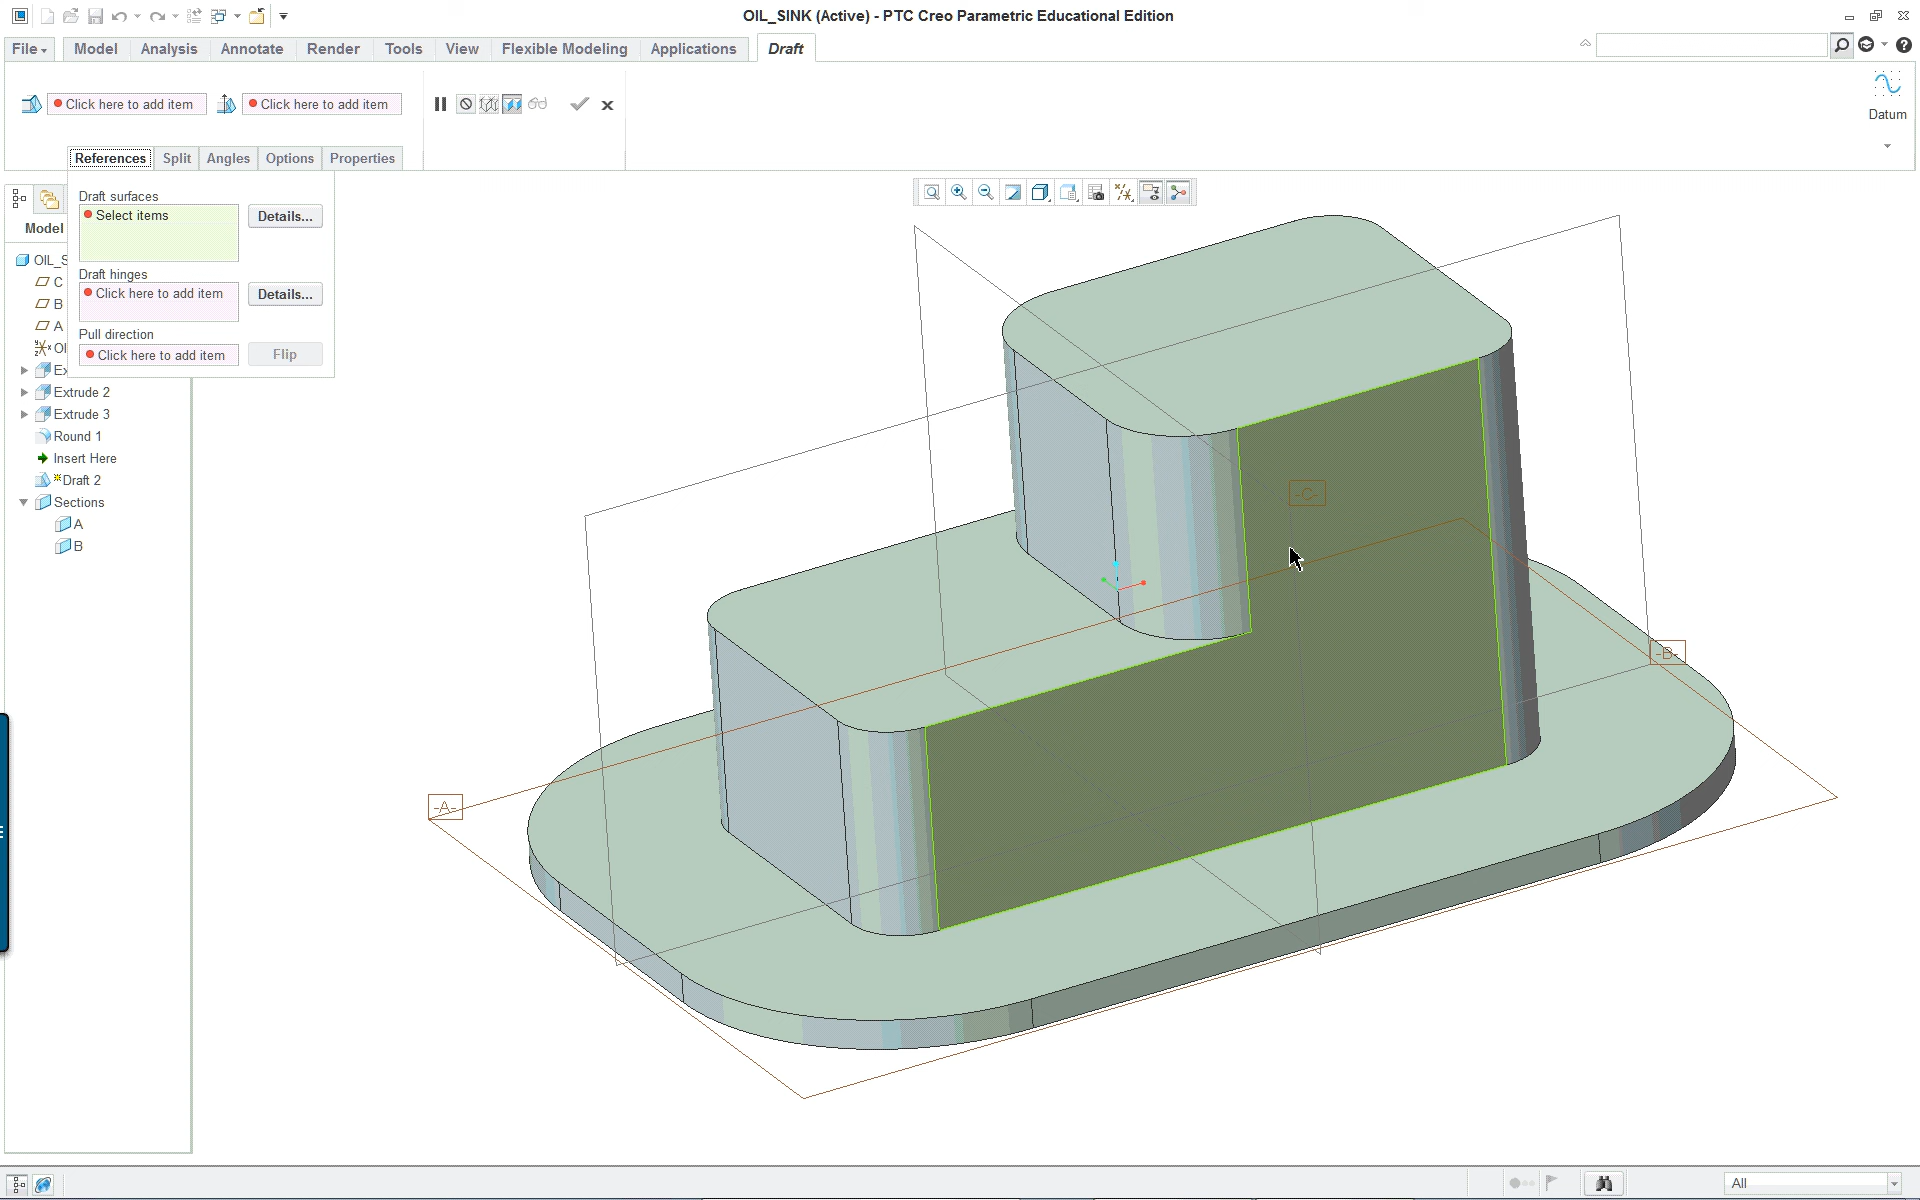 OIL_SINK (Active) - PTC Creo Parametric Educational Edition
File Model Analysis Annotate Render Tools View Flexible Modeling Applications Draft
Click here to add item Click here to add item
Datum
References Split Angles Options Properties
Draft surfaces
Select items Details...
Draft hinges
Click here to add item Details...
Pull direction
Click here to add item Flip
Model
OIL_S
C
B
A
OI
Ex
Extrude 2
Extrude 3
Round 1
Insert Here
Draft 2
Sections
A
B
-C-
-B-
-A-
All